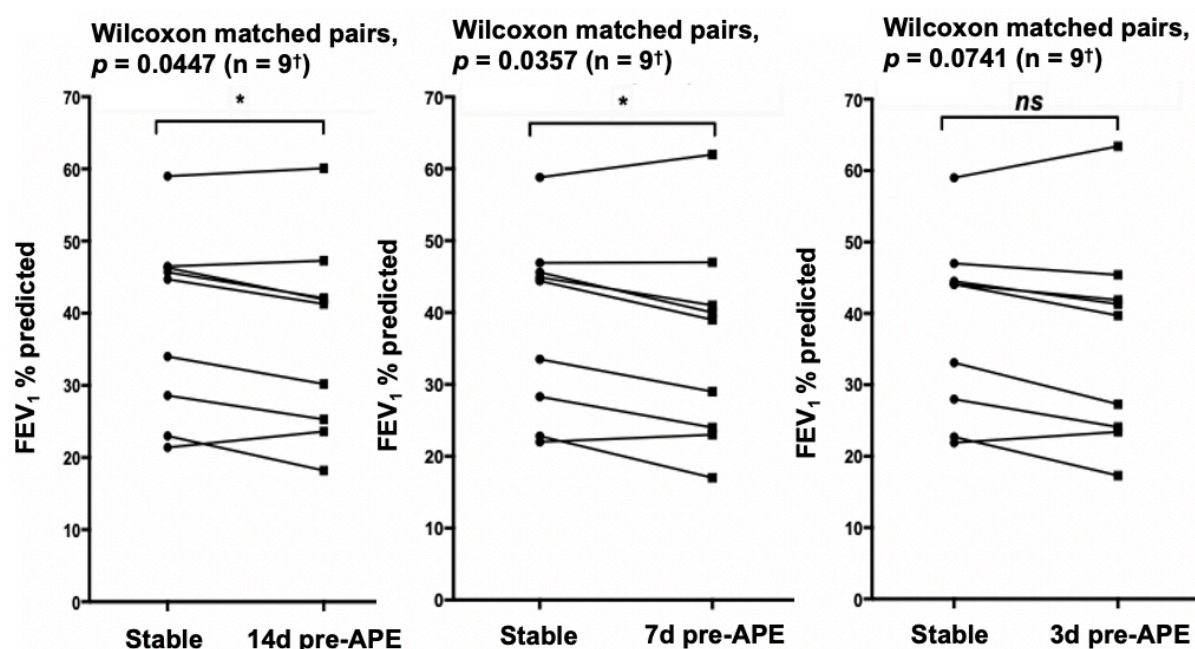 Wilcoxon matched pairs,
p = 0.0447 (n = 9†)
*
70
60
50
40
30
20
10
0
FEV₁ % predicted
Stable
14d pre-APE
Wilcoxon matched pairs,
p = 0.0357 (n = 9†)
*
70
60
50
40
30
20
10
0
FEV₁ % predicted
Stable
7d pre-APE
Wilcoxon matched pairs,
p = 0.0741 (n = 9†)
ns
70
60
50
40
30
20
10
0
FEV₁ % predicted
Stable
3d pre-APE